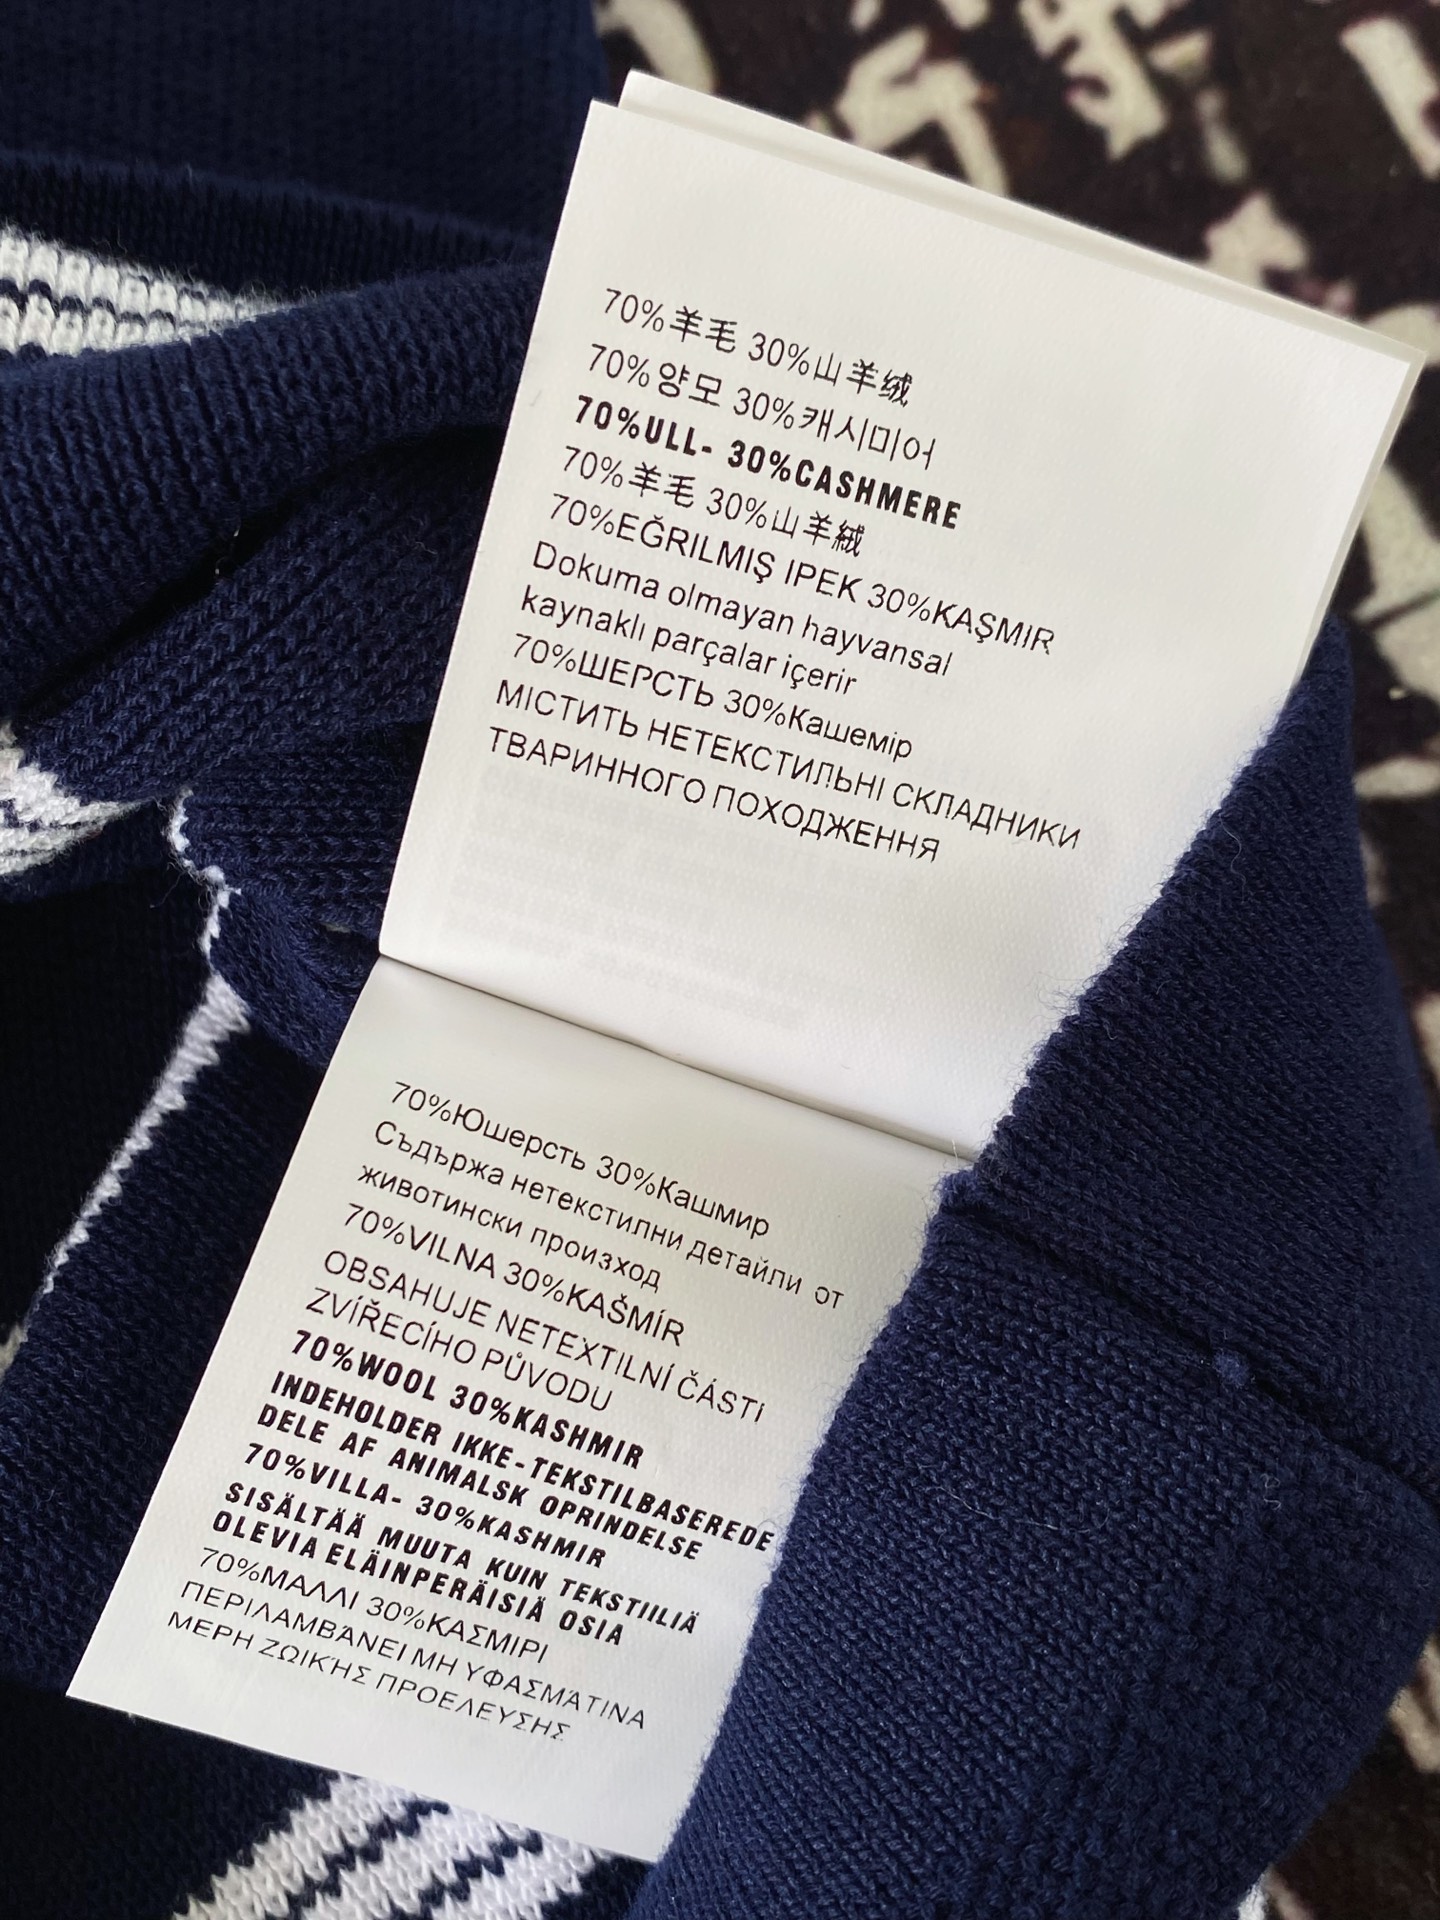 70%羊毛 30%山羊绒
70%양모 30%캐시미어
70%ULL- 30%CASHMERE
70%羊毛 30%山羊絨
70%EĞRILMIŞ IPEK 30%KAŞMIR
Dokuma olmayan hayvansal
kaynaklı parçalar içerir
70%ШЕРСТЬ 30%Кашемір
МІСТИТЬ НЕТЕКСТИЛЬНІ СКЛАДНИКИ
ТВАРИННОГО ПОХОДЖЕННЯ
70%Юшерсть 30%Кашмир
Съдържа нетекстилни детайли от
животински произход
70%VILNA 30%KAŠMÍR
OBSAHUJE NETEXTILNÍ ČÁSTI
ZVÍŘECÍHO PŮVODU
70%WOOL 30%KASHMIR
INDEHOLDER IKKE-TEKSTILBASEREDE
DELE AF ANIMALSK OPRINDELSE
70%VILLA- 30%KASHMIR
SISÄLTÄÄ MUUTA KUIN TEKSTIILIÄ
OLEVIA ELÄINPERÄISIÄ OSIA
70%ΜΑΛΛΙ 30%ΚΑΣΜΙΡΙ
ΠΕΡΙΛΑΜΒΆΝΕΙ ΜΗ ΥΦΑΣΜΆΤΙΝΑ
ΜΕΡΗ ΖΩΙΚΉΣ ΠΡΟΕΛΕΥΣΗΣ